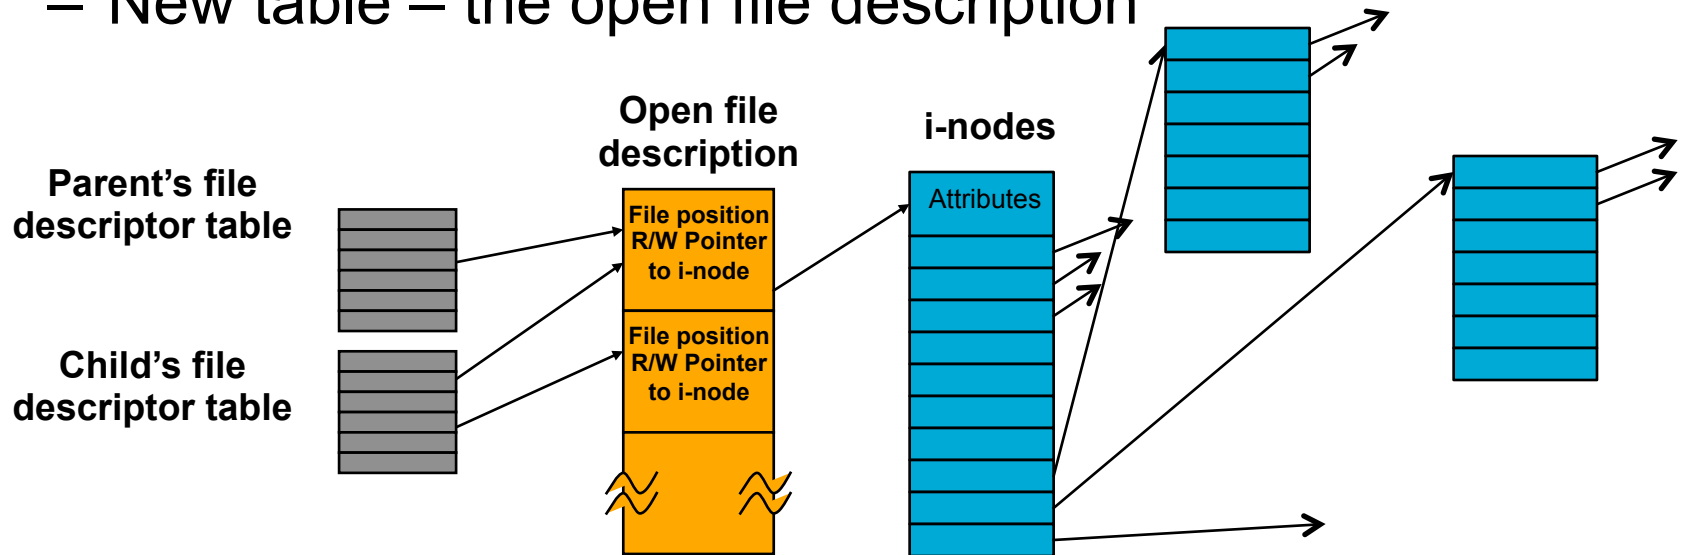 – New table – the open file description
Open file
description
i-nodes
Parent’s file
descriptor table
Attributes
File position
R/W Pointer
to i-node
File position
R/W Pointer
to i-node
Child’s file
descriptor table